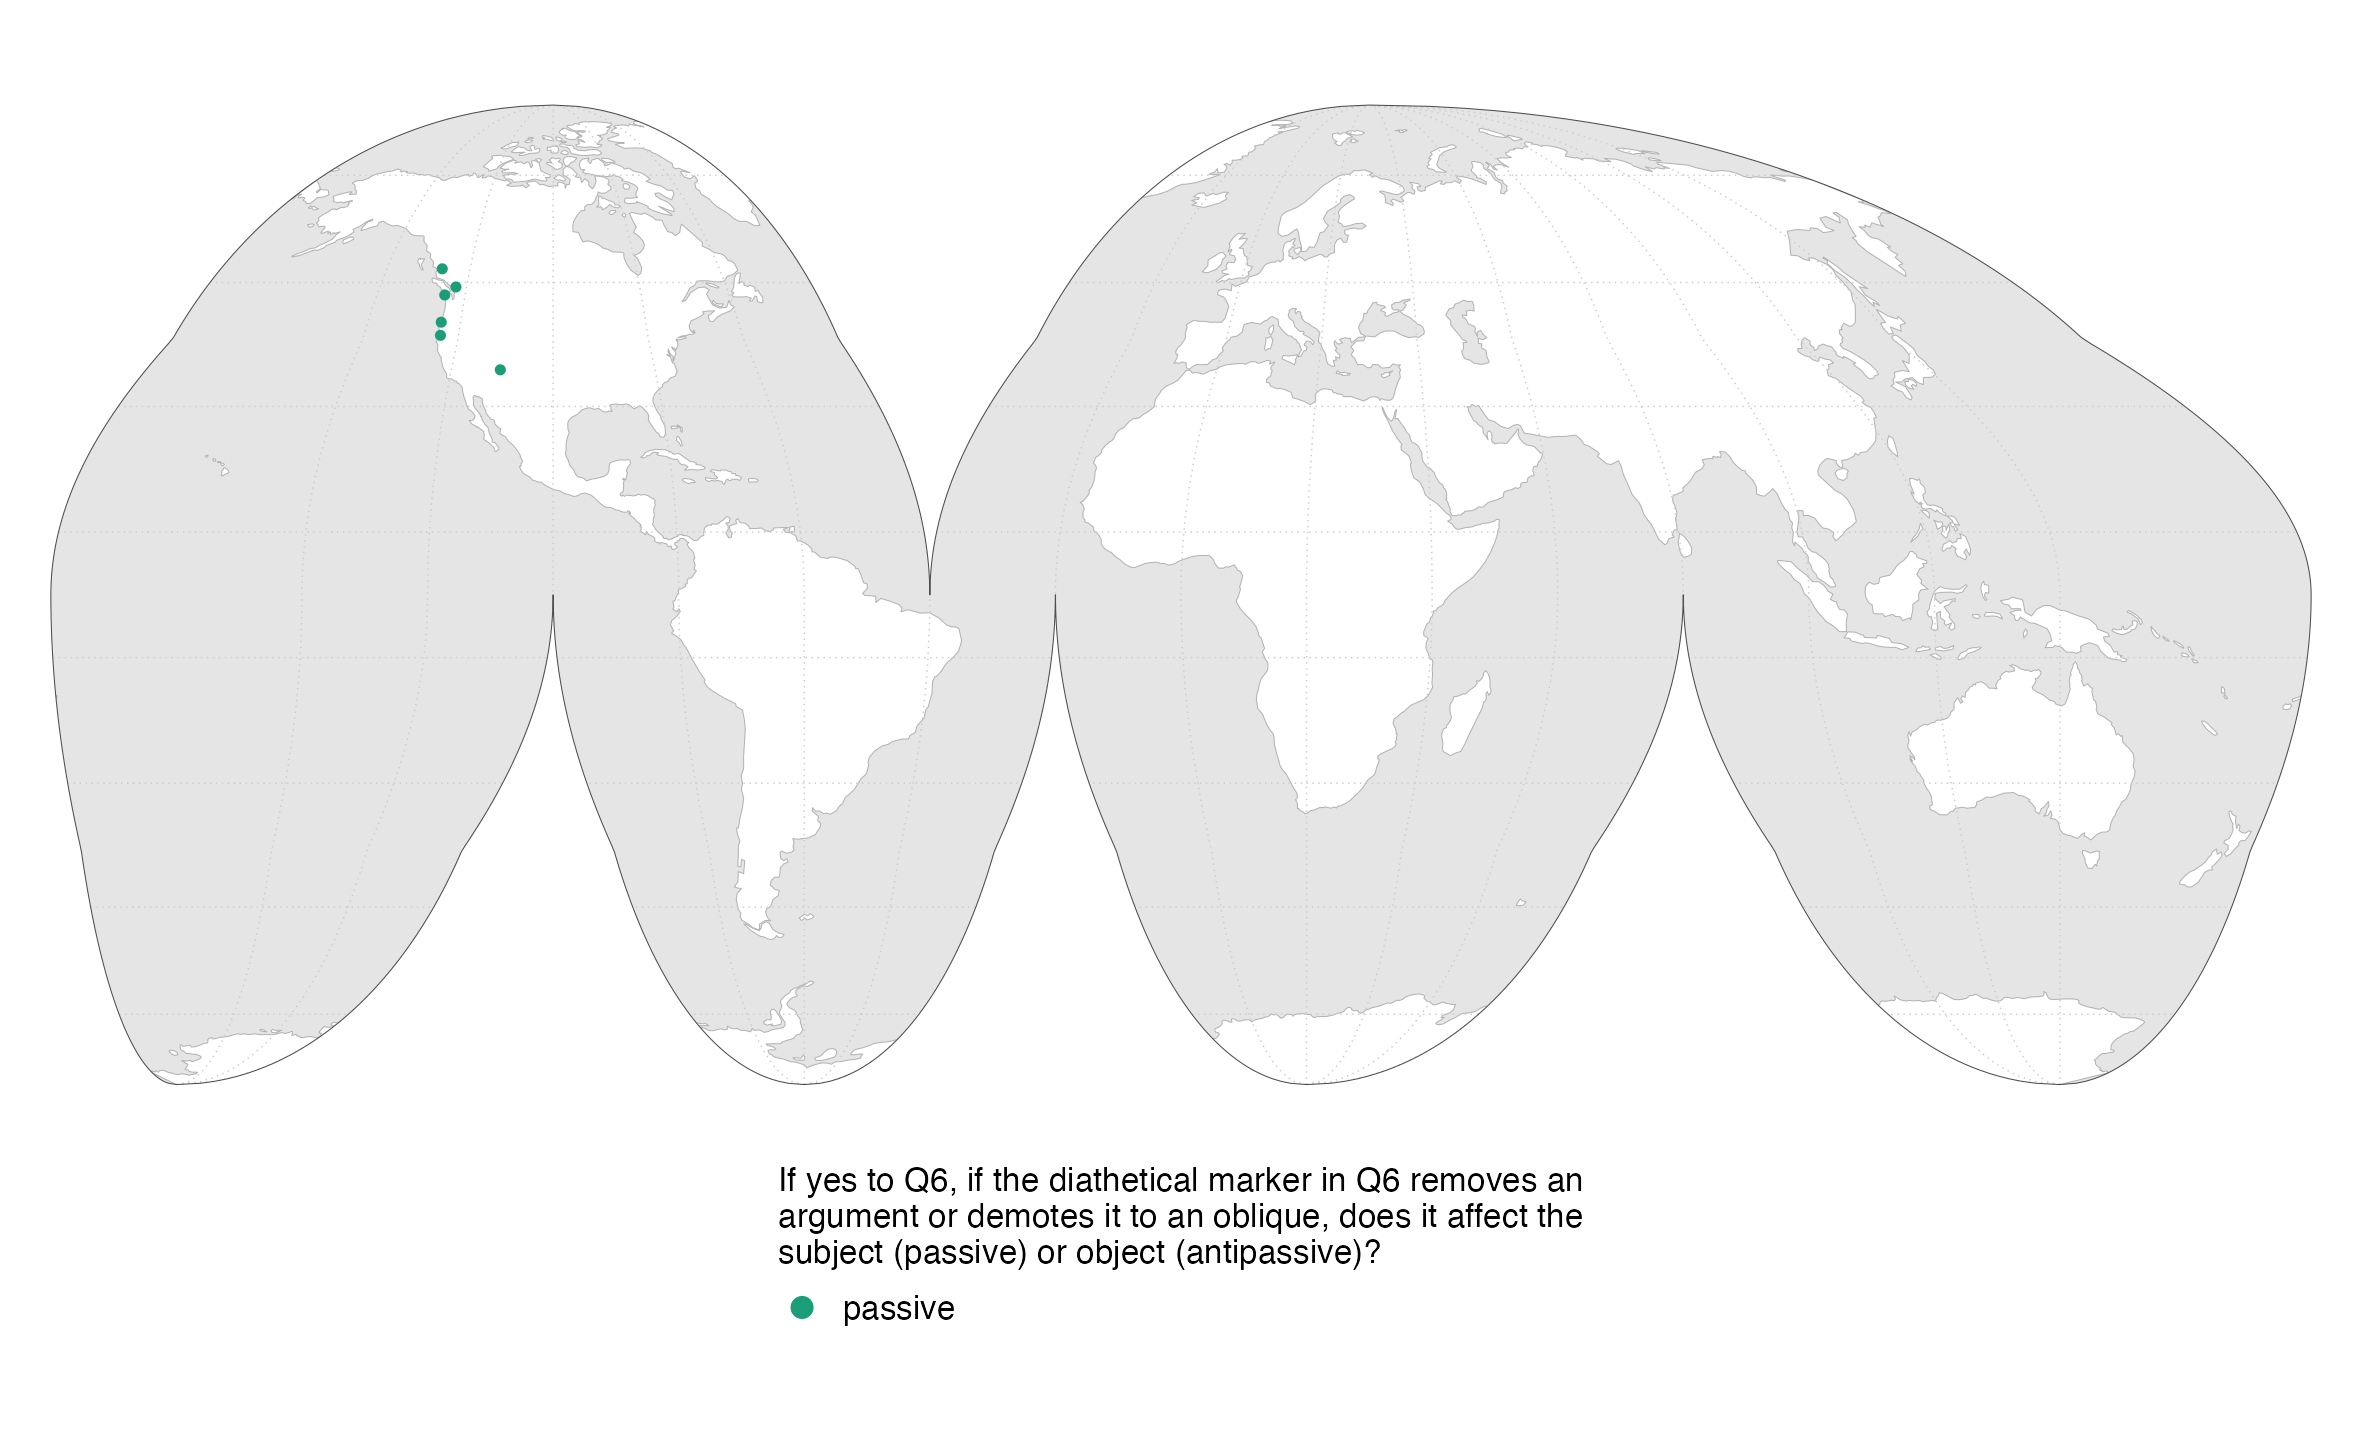 If yes to Q6, if the diathetical marker in Q6 removes an
argument or demotes it to an oblique, does it affect the
subject (passive) or object (antipassive)?
passive